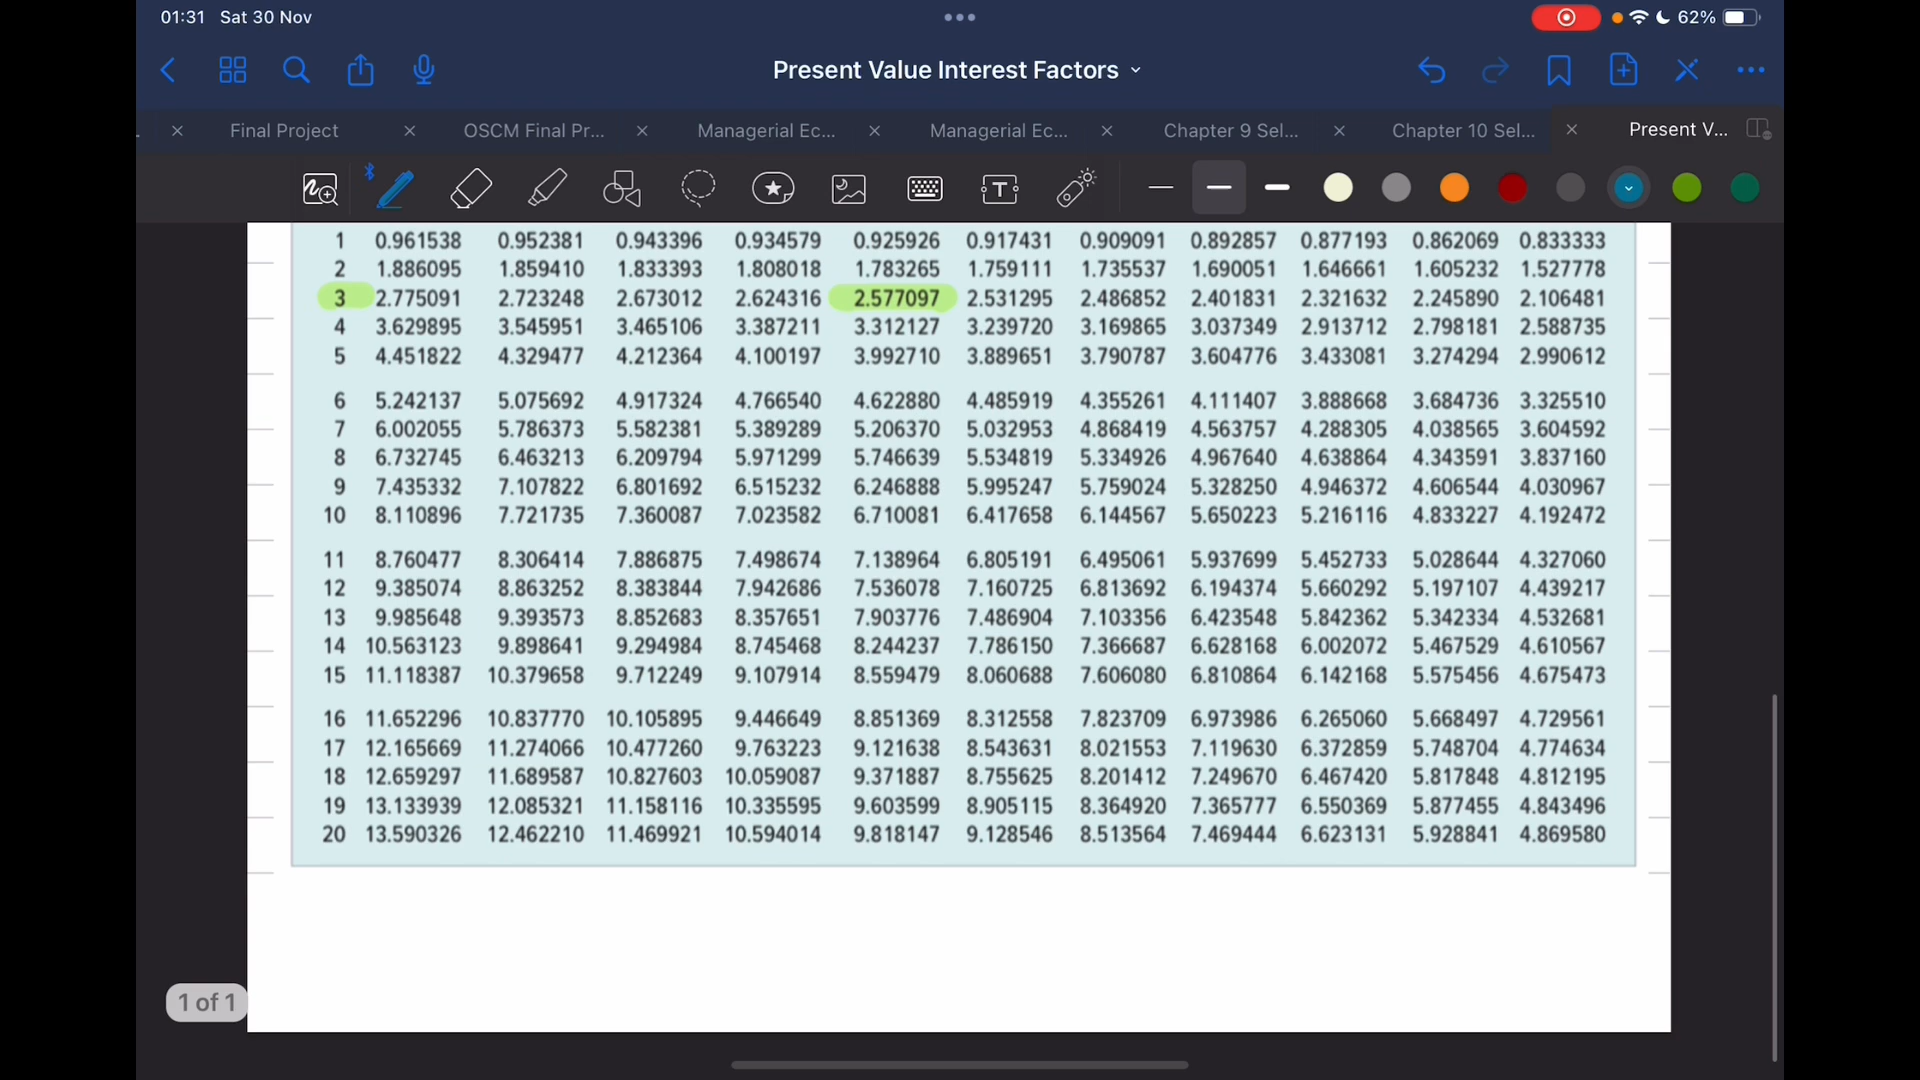 01:31 Sat 30 Nov
62%
Present Value Interest Factors
Final Project
OSCM Final Pr...
Managerial Ec...
Managerial Ec...
Chapter 9 Sel...
Chapter 10 Sel...
Present V...
T
1 0.961538 0.952381 0.943396 0.934579 0.925926 0.917431 0.909091 0.892857 0.877193 0.862069 0.833333
2 1.886095 1.859410 1.833393 1.808018 1.783265 1.759111 1.735537 1.690051 1.646661 1.605232 1.527778
3 2.775091 2.723248 2.673012 2.624316 2.577097 2.531295 2.486852 2.401831 2.321632 2.245890 2.106481
4 3.629895 3.545951 3.465106 3.387211 3.312127 3.239720 3.169865 3.037349 2.913712 2.798181 2.588735
5 4.451822 4.329477 4.212364 4.100197 3.992710 3.889651 3.790787 3.604776 3.433081 3.274294 2.990612
6 5.242137 5.075692 4.917324 4.766540 4.622880 4.485919 4.355261 4.111407 3.888668 3.684736 3.325510
7 6.002055 5.786373 5.582381 5.389289 5.206370 5.032953 4.868419 4.563757 4.288305 4.038565 3.604592
8 6.732745 6.463213 6.209794 5.971299 5.746639 5.534819 5.334926 4.967640 4.638864 4.343591 3.837160
9 7.435332 7.107822 6.801692 6.515232 6.246888 5.995247 5.759024 5.328250 4.946372 4.606544 4.030967
10 8.110896 7.721735 7.360087 7.023582 6.710081 6.417658 6.144567 5.650223 5.216116 4.833227 4.192472
11 8.760477 8.306414 7.886875 7.498674 7.138964 6.805191 6.495061 5.937699 5.452733 5.028644 4.327060
12 9.385074 8.863252 8.383844 7.942686 7.536078 7.160725 6.813692 6.194374 5.660292 5.197107 4.439217
13 9.985648 9.393573 8.852683 8.357651 7.903776 7.486904 7.103356 6.423548 5.842362 5.342334 4.532681
14 10.563123 9.898641 9.294984 8.745468 8.244237 7.786150 7.366687 6.628168 6.002072 5.467529 4.610567
15 11.118387 10.379658 9.712249 9.107914 8.559479 8.060688 7.606080 6.810864 6.142168 5.575456 4.675473
16 11.652296 10.837770 10.105895 9.446649 8.851369 8.312558 7.823709 6.973986 6.265060 5.668497 4.729561
17 12.165669 11.274066 10.477260 9.763223 9.121638 8.543631 8.021553 7.119630 6.372859 5.748704 4.774634
18 12.659297 11.689587 10.827603 10.059087 9.371887 8.755625 8.201412 7.249670 6.467420 5.817848 4.812195
19 13.133939 12.085321 11.158116 10.335595 9.603599 8.905115 8.364920 7.365777 6.550369 5.877455 4.843496
20 13.590326 12.462210 11.469921 10.594014 9.818147 9.128546 8.513564 7.469444 6.623131 5.928841 4.869580
1 of 1